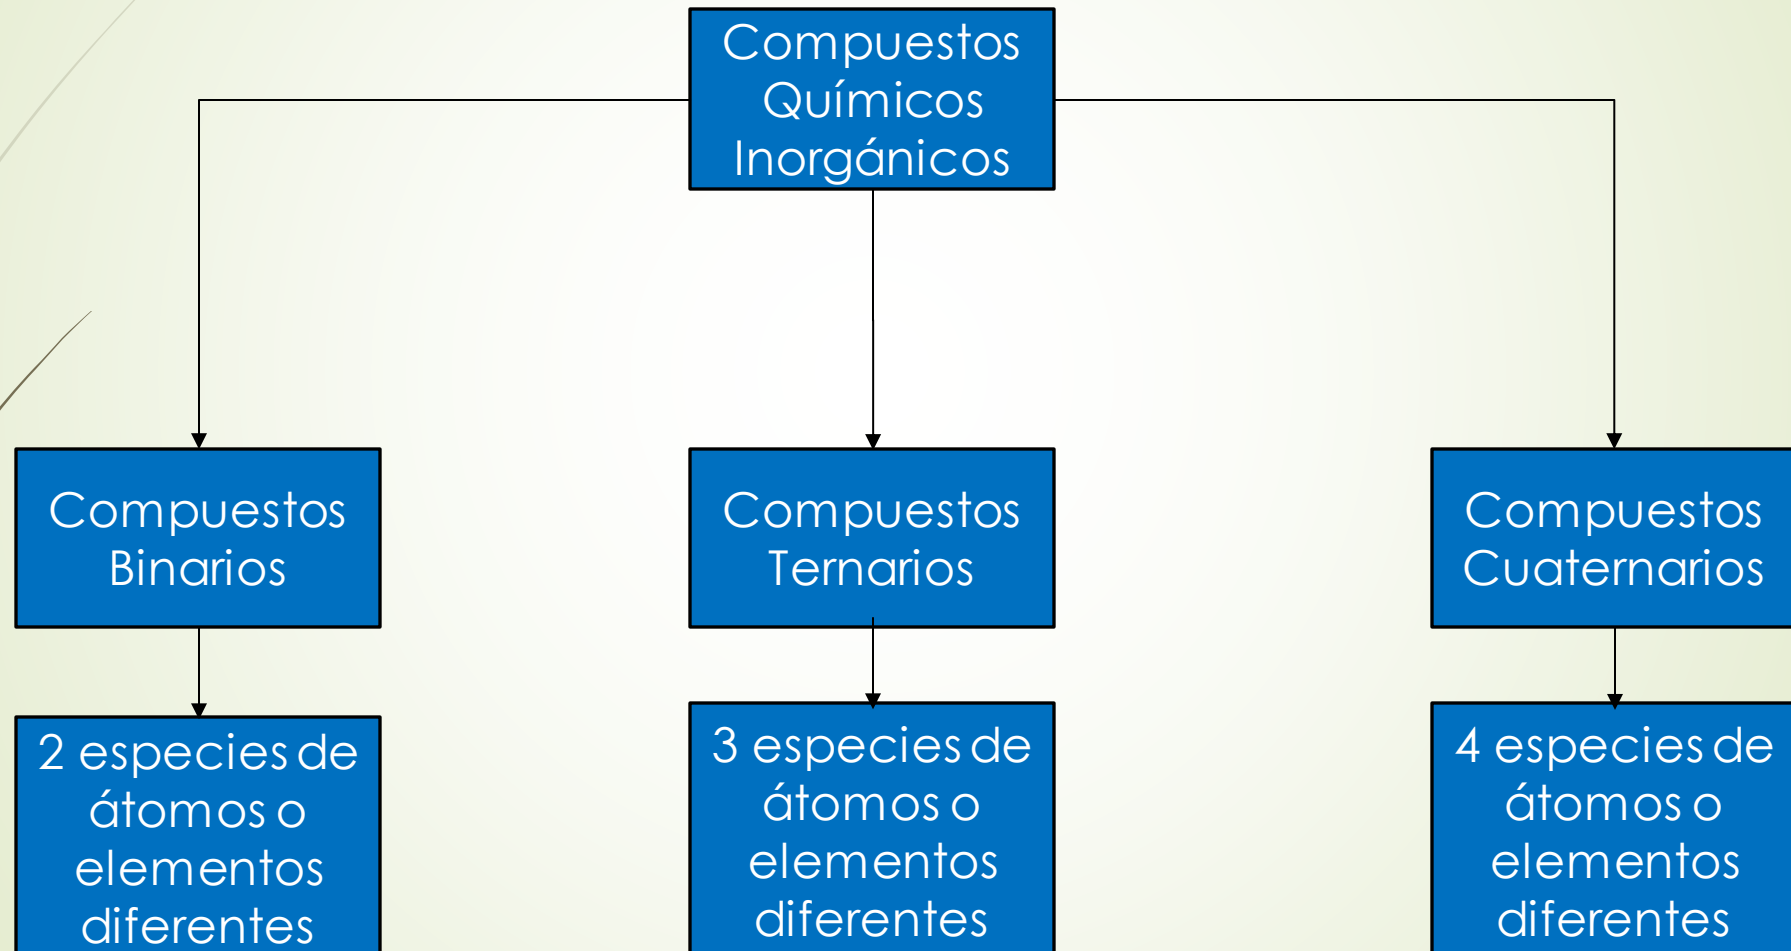 Compuestos
Químicos
Inorgánicos
Compuestos
Binarios
Compuestos
Ternarios
Compuestos
Cuaternarios
2 especies de
átomos o
elementos
diferentes
3 especies de
átomos o
elementos
diferentes
4 especies de
átomos o
elementos
diferentes